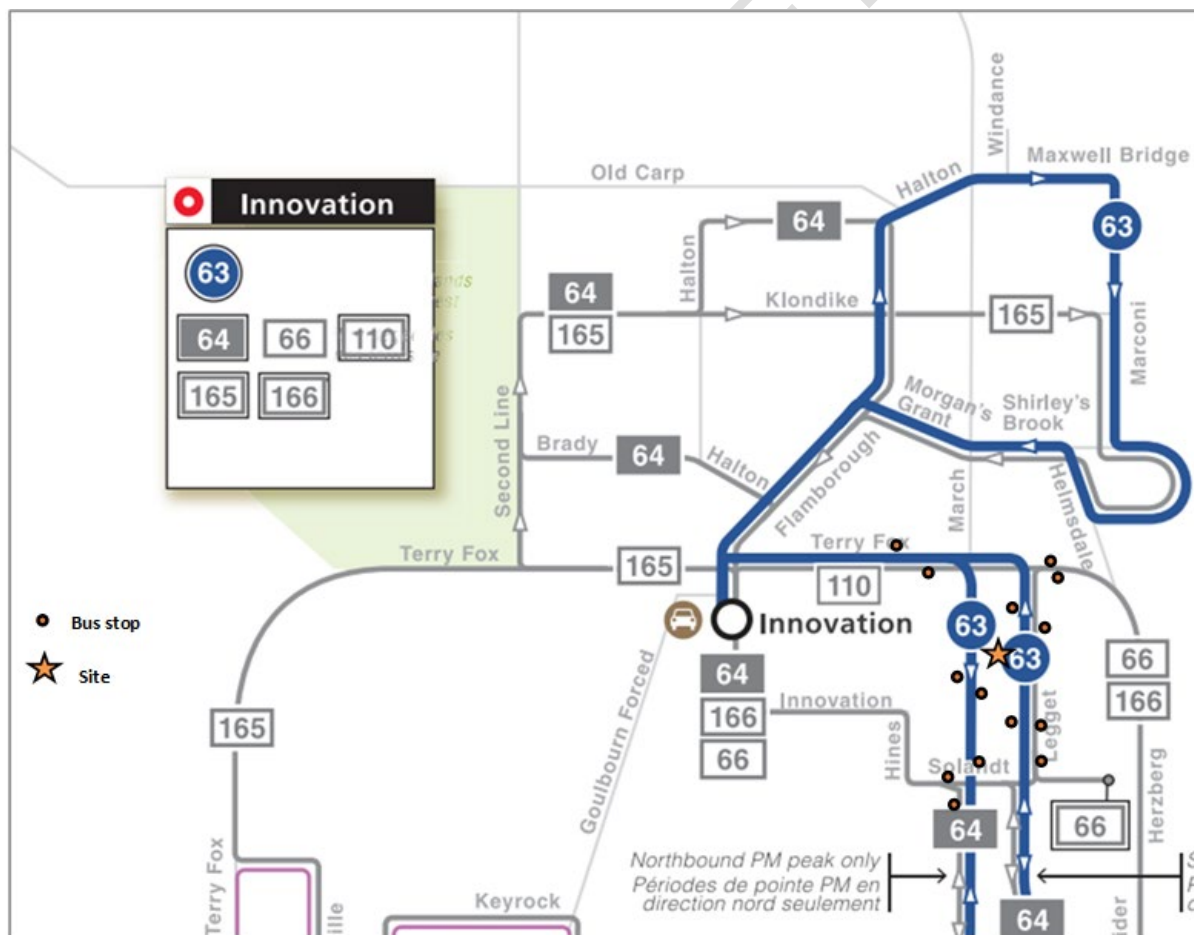 Windance
Maxwell Bridge
Old Carp
Halton
Innovation
63
64
66
110
165
166
64
63
Halton
Klondike
64
165
165
Marconi
Second Line
Morgan's
Grant
Shirley's
Brook
Brady
64
Halton
Flamborough
March
Helmsdale
Terry Fox
165
Terry Fox
110
Bus stop
Site
Innovation
63
63
64
166
66
66
166
165
Innovation
Goulbourn Forced
Hines
Solandt
Legget
Herzberg
64
66
Northbound PM peak only
Périodes de pointe PM en
direction nord seulement
Terry Fox
Keyrock
64